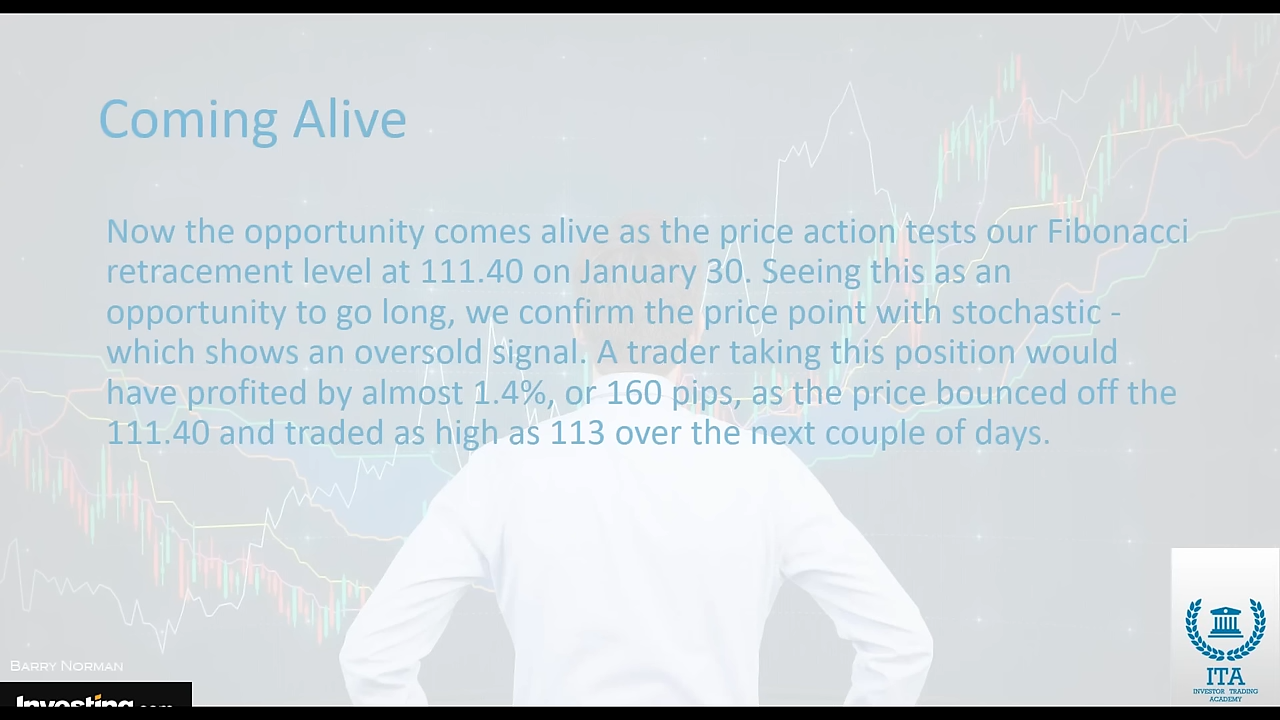 Coming Alive
Now the opportunity comes alive as the price action tests our Fibonacci
retracement level at 111.40 on January 30. Seeing this as an
opportunity to go long, we confirm the price point with stochastic -
which shows an oversold signal. A trader taking this position would
have profited by almost 1.4%, or 160 pips, as the price bounced off the
111.40 and traded as high as 113 over the next couple of days.
Barry Norman
Investing.com
ITA
INVESTOR TRADING
ACADEMY